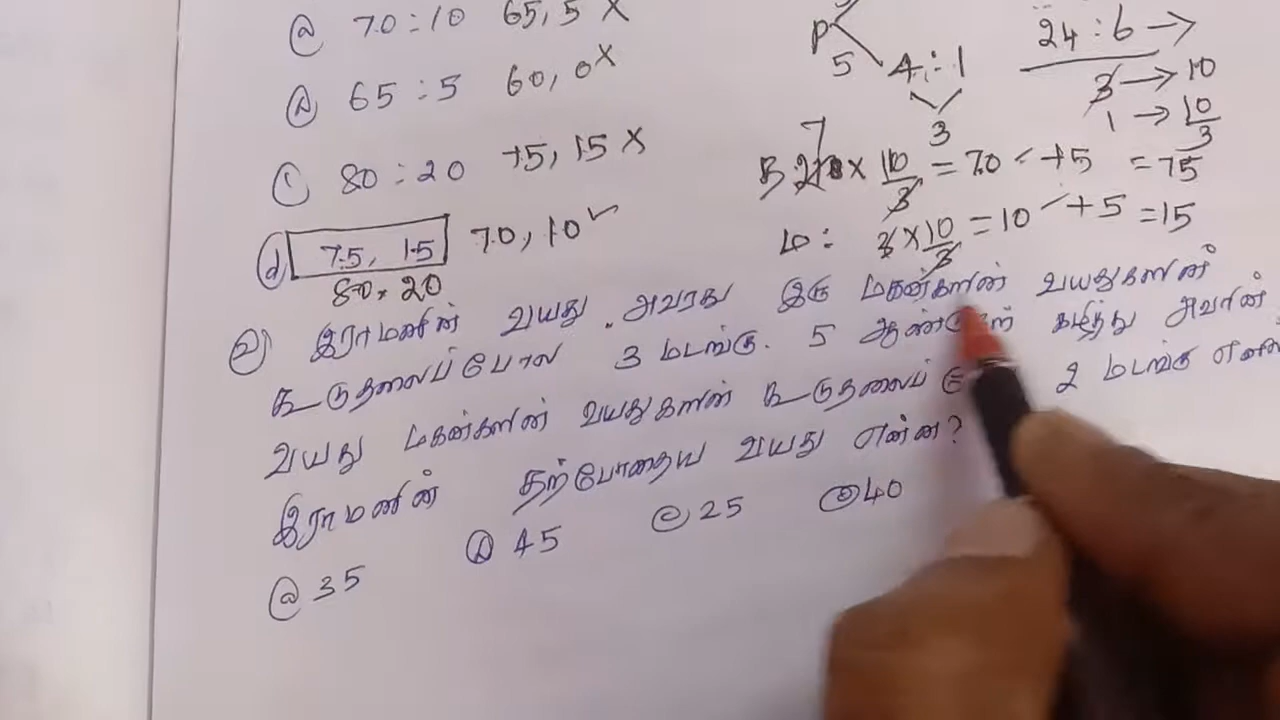 a 70:10 65, 5 X
b 65:5 60, 0 X
c 80:20 75, 15 X
d 75, 15 70, 10 ✓
80, 20
P
5 4:1
3
24:6 →
3 → 10
1 → 10/3
7
21 × 10/3 = 70 ✓ +5 = 75
ம: 3 × 10/3 = 10 ✓ +5 = 15
2) இராமனின் வயது அவரது இரு மகன்களின் வயதுகளின்
கூடுதலைப்போல 3 மடங்கு. 5 கழித்து அவரின்
வயது மகன்களின் வயதுகளின் கூடுதலைப் 2 மடங்கு எனில்
இராமனின் தற்போதைய வயது என்ன?
a 35 b 45 c 25 d 40